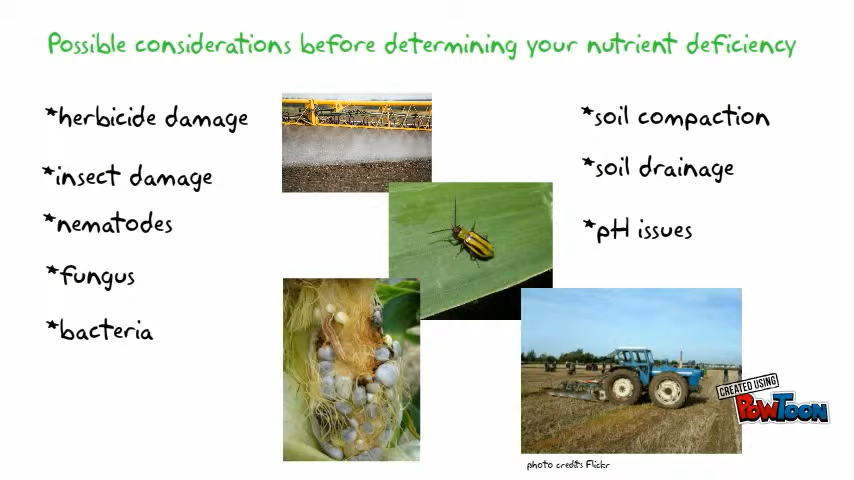 Possible considerations before determining your nutrient deficiency
*herbicide damage
*insect damage
*nematodes
*fungus
*bacteria
*soil compaction
*soil drainage
*pH issues
CREATED USING
POWTOON
photo credits Flickr